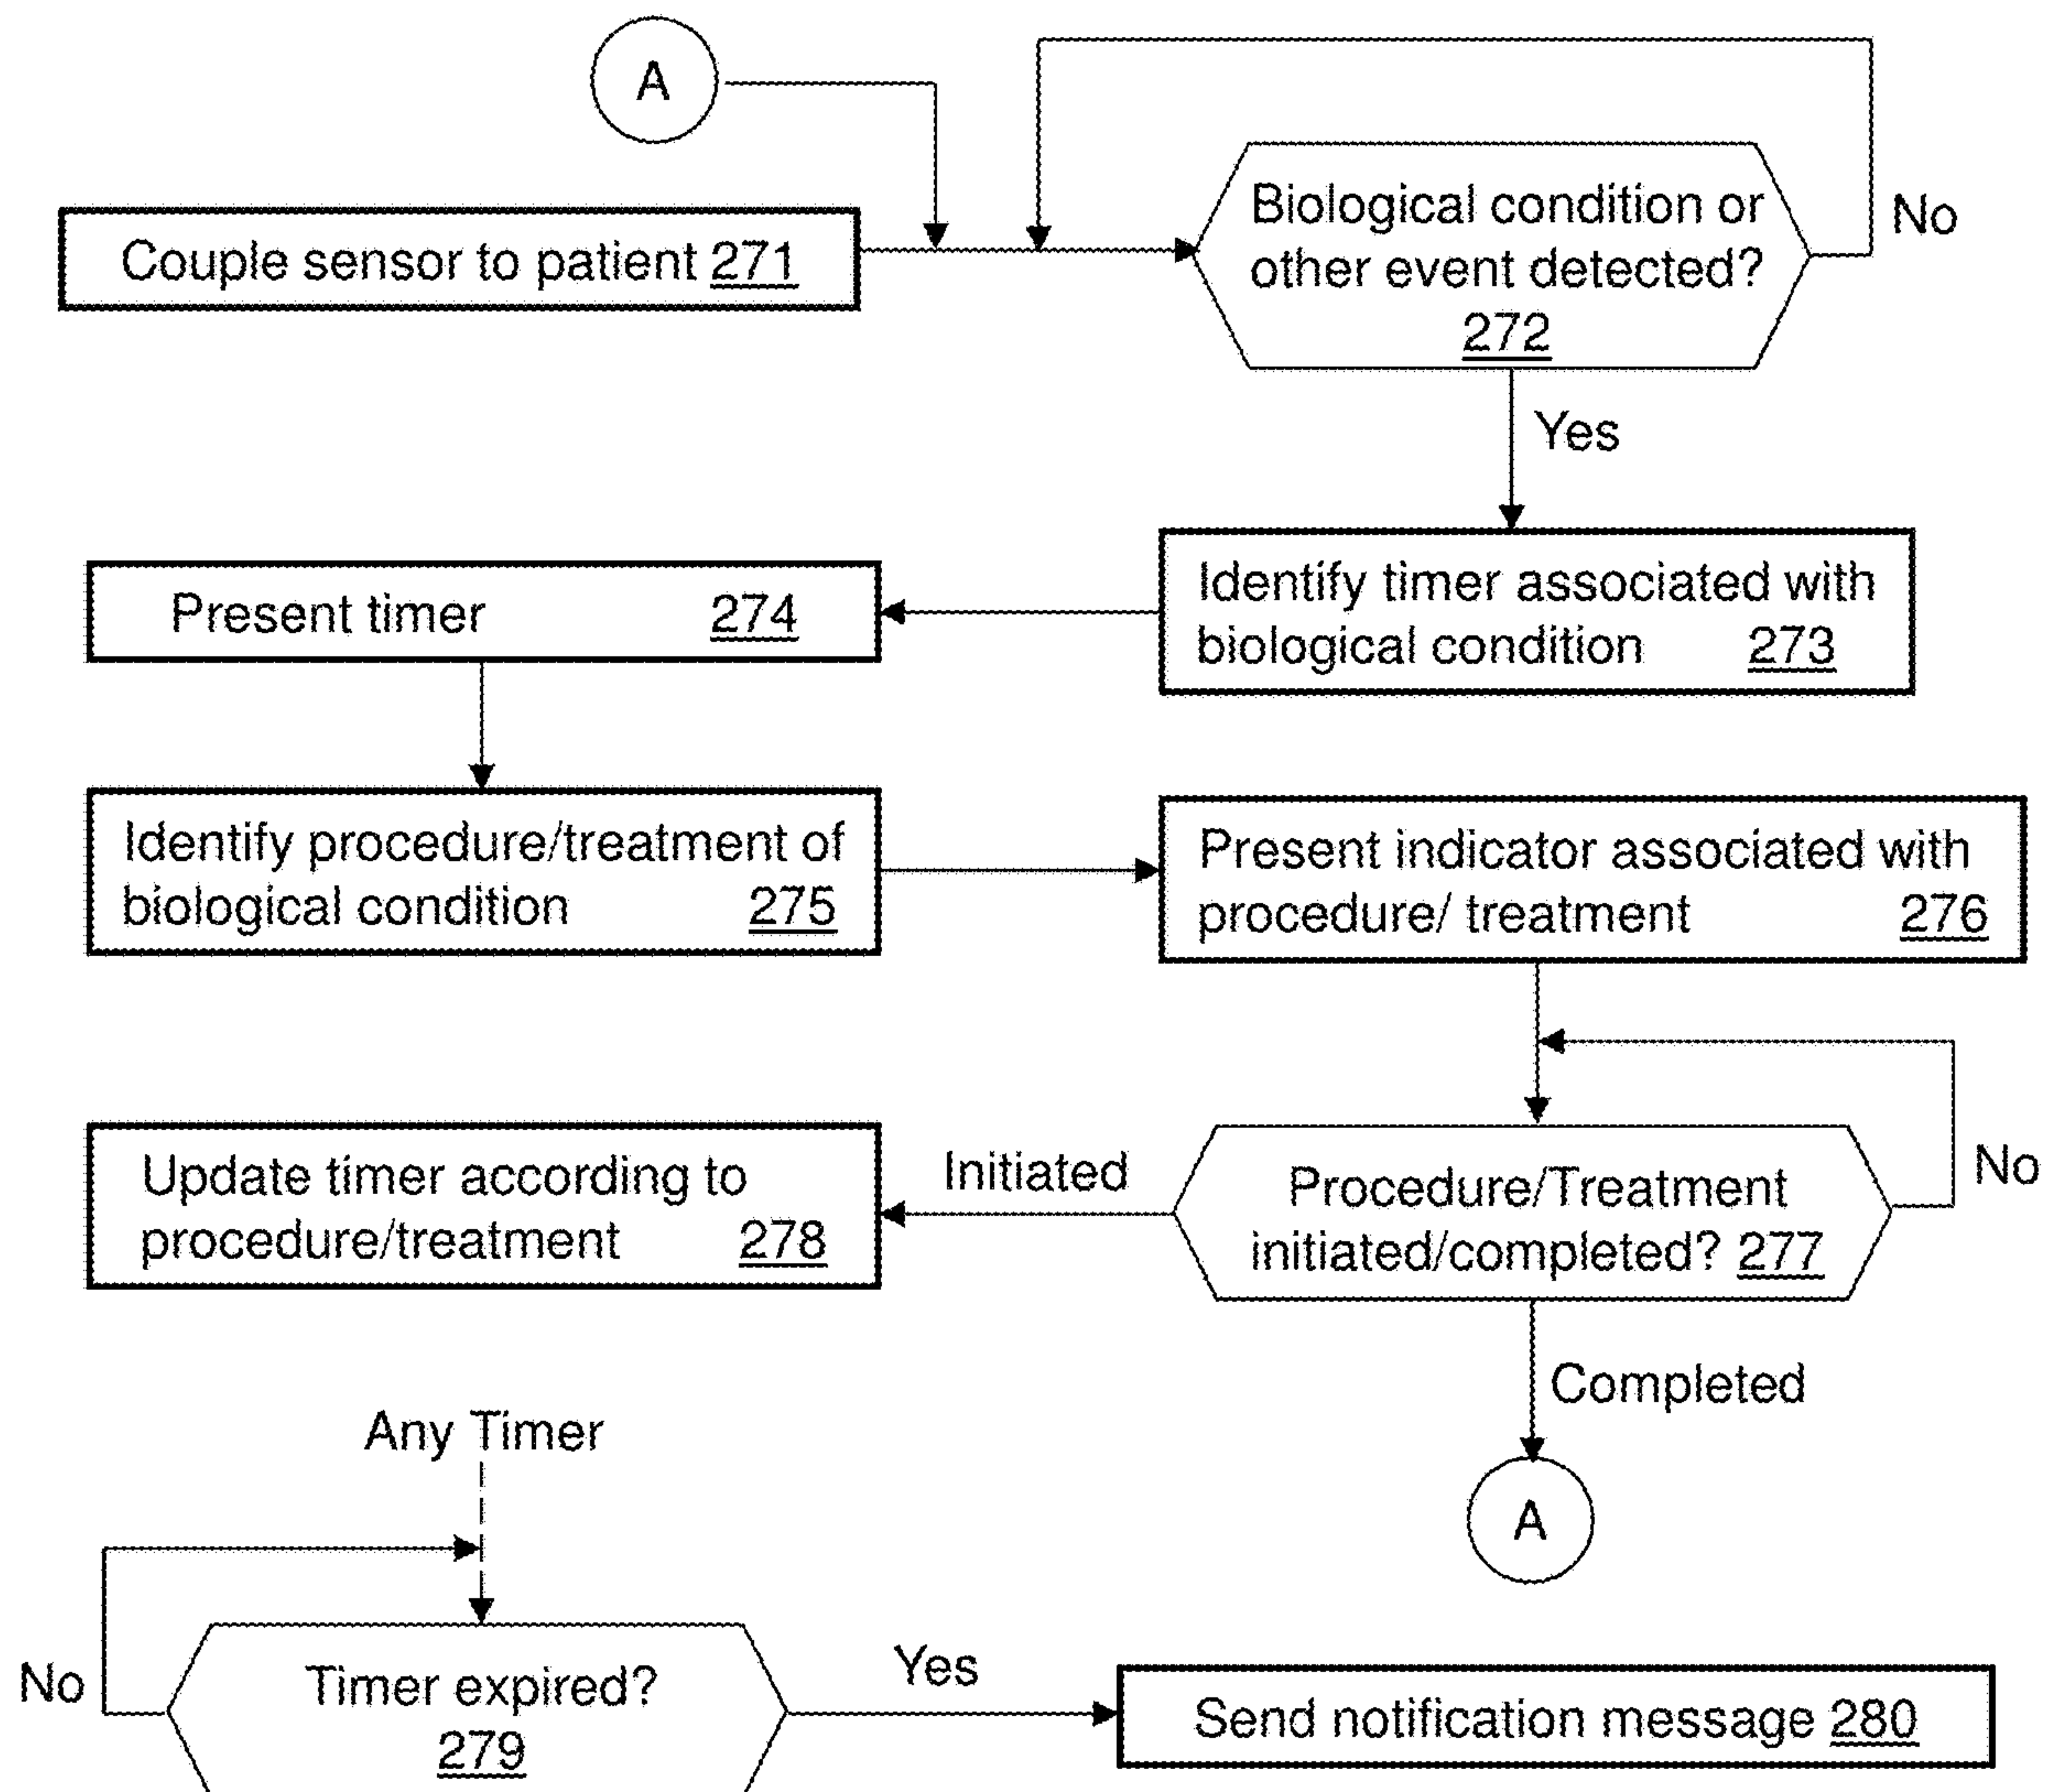 A
Couple sensor to patient 271
Biological condition or
other event detected?
272
No
Yes
Identify timer associated with
biological condition 273
Present timer 274
Identify procedure/treatment of
biological condition 275
Present indicator associated with
procedure/ treatment 276
Procedure/Treatment
initiated/completed? 277
No
Initiated
Update timer according to
procedure/treatment 278
Completed
A
Any Timer
Timer expired?
279
No
Yes
Send notification message 280